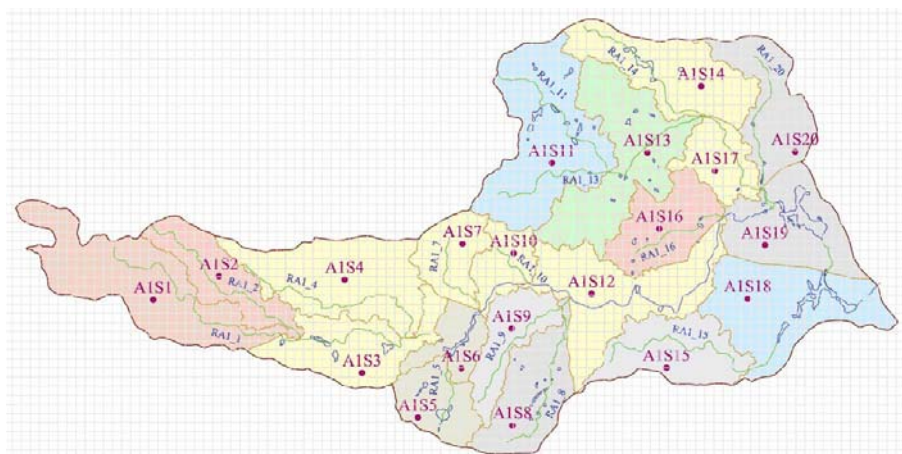 RA1_20
RA1_14
A1S14
RA1_11
A1S13
A1S20
A1S11
A1S17
RA1_13
A1S16
A1S7
A1S10
RA1_7
RA1_16
A1S19
A1S2
A1S4
RA1_10
RA1_2
RA1_4
A1S12
A1S1
A1S18
A1S9
RA1_1
RA1_9
RA1_15
A1S3
A1S6
A1S15
RA1_5
RA1_8
A1S5
A1S8